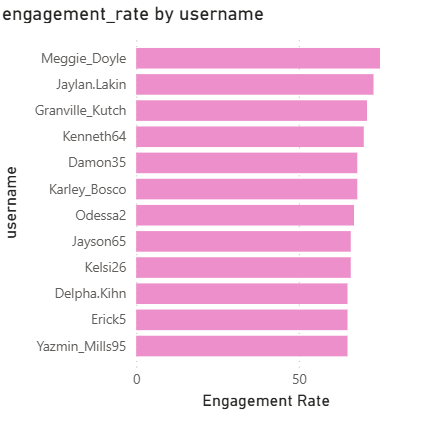 engagement_rate by username
Meggie_Doyle
Jaylan.Lakin
Granville_Kutch
Kenneth64
Damon35
Karley_Bosco
Odessa2
Jayson65
Kelsi26
Delpha.Kihn
Erick5
Yazmin_Mills95
username
0 50
Engagement Rate